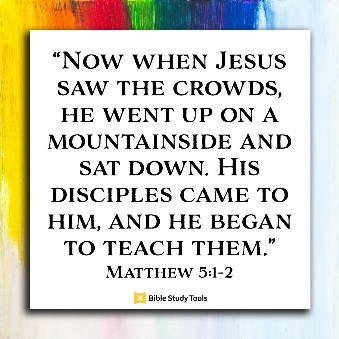 “Now when Jesus
saw the crowds,
he went up on a
mountainside and
sat down. His
disciples came to
him, and he began
to teach them.”
Matthew 5:1-2
Bible Study Tools